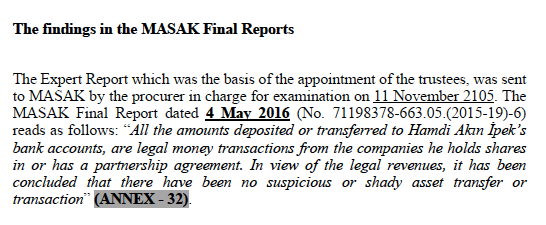 The findings in the MASAK Final Reports
The Expert Report which was the basis of the appointment of the trustees, was sent
to MASAK by the procurer in charge for examination on 11 November 2105. The
MASAK Final Report dated 4 May 2016 (No. 71198378-663.05.(2015-19)-6)
reads as follows: “All the amounts deposited or transferred to Hamdi Akın İpek’s
bank accounts, are legal money transactions from the companies he holds shares
in or has a partnership agreement. In view of the legal revenues, it has been
concluded that there have been no suspicious or shady asset transfer or
transaction” (ANNEX - 32).